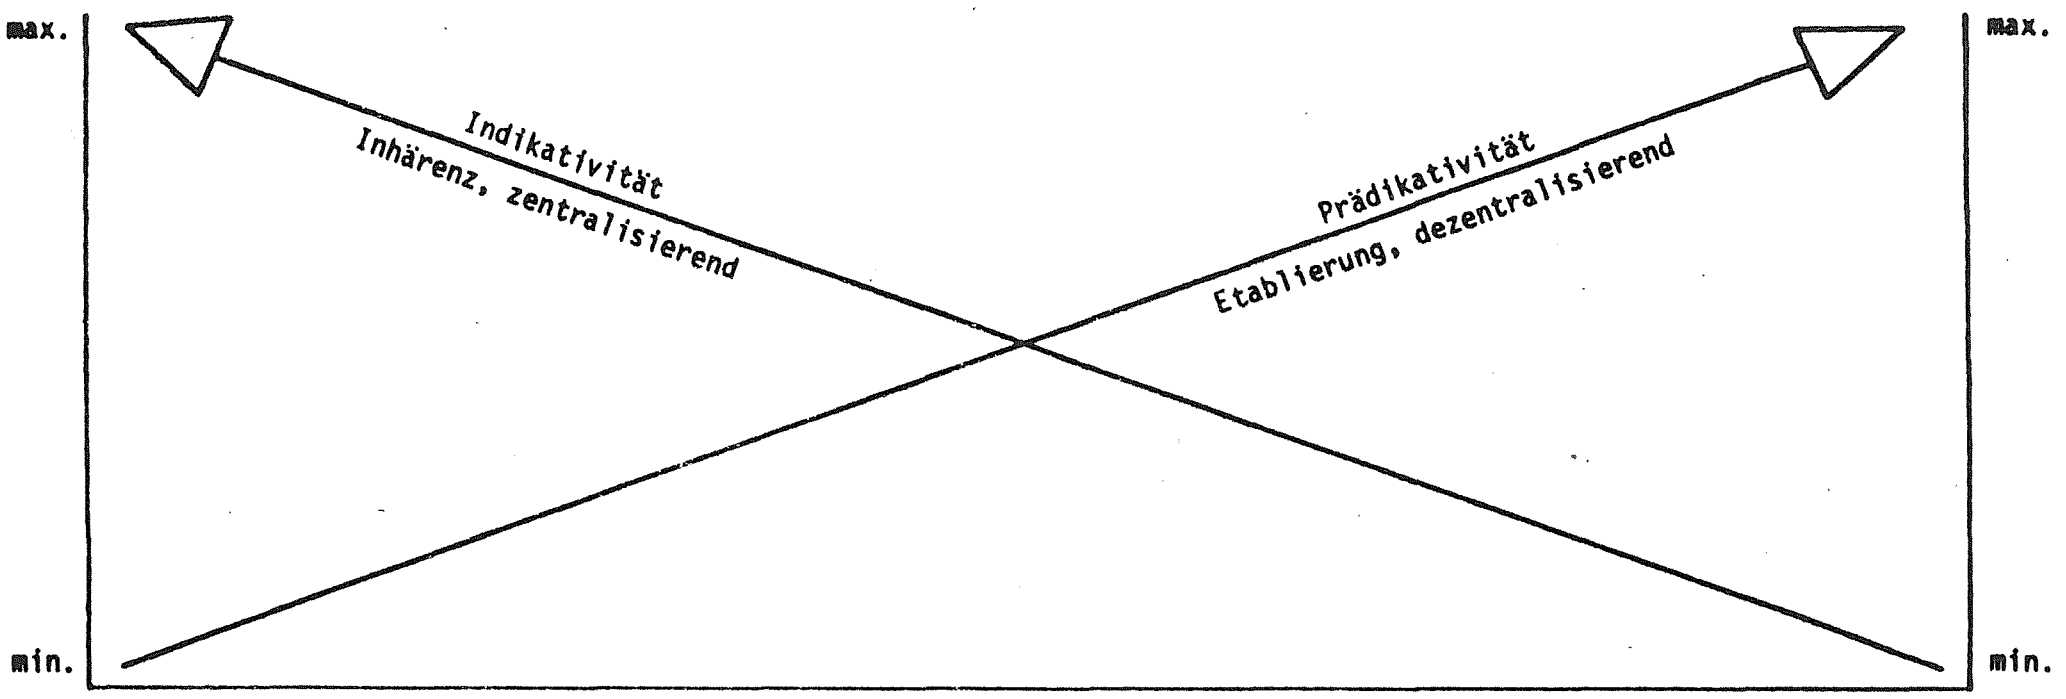 max.
max.
Indikativität
Inhärenz, zentralisierend
Prädikativität
Etablierung, dezentralisierend
min.
min.